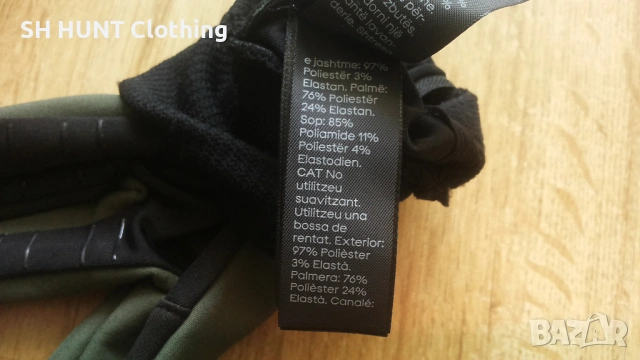 SH HUNT Clothing
e jashtme: 97%
Poliestër 3%
Elastan. Palmë:
76% Poliestër
24% Elastan.
Sop: 85%
Poliamide 11%
Poliestër 4%
Elastodien.
CAT No
utilitzeu
suavitzant.
Utilitzeu una
bossa de
rentat. Exterior:
97% Polièster
3% Elastà.
Palmera: 76%
Polièster 24%
Elastà. Canalé:
BAZAR